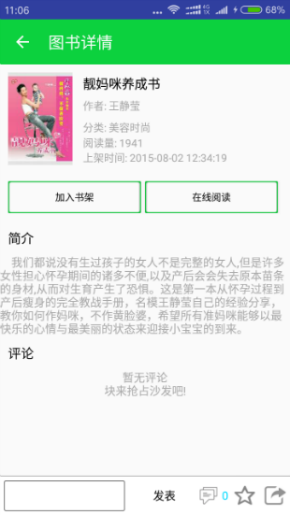 11:06
68%
图书详情
靓妈咪养成书
作者: 王静莹
分类: 美容时尚
阅读量: 1941
上架时间: 2015-08-02 12:34:19
加入书架
在线阅读
简介
我们都说没有生过孩子的女人不是完整的女人,但是许多
女性担心怀孕期间的诸多不便,以及产后会会失去原本苗条
的身材,从而对生育产生了恐惧。这是第一本从怀孕过程到
产后瘦身的完全教战手册，名模王静莹自己的经验分享，
教你如何作妈咪，不作黄脸婆，希望所有准妈咪能够以最
快乐的心情与最美丽的状态来迎接小宝宝的到来。
评论
暂无评论
块来抢占沙发吧!
发表
0